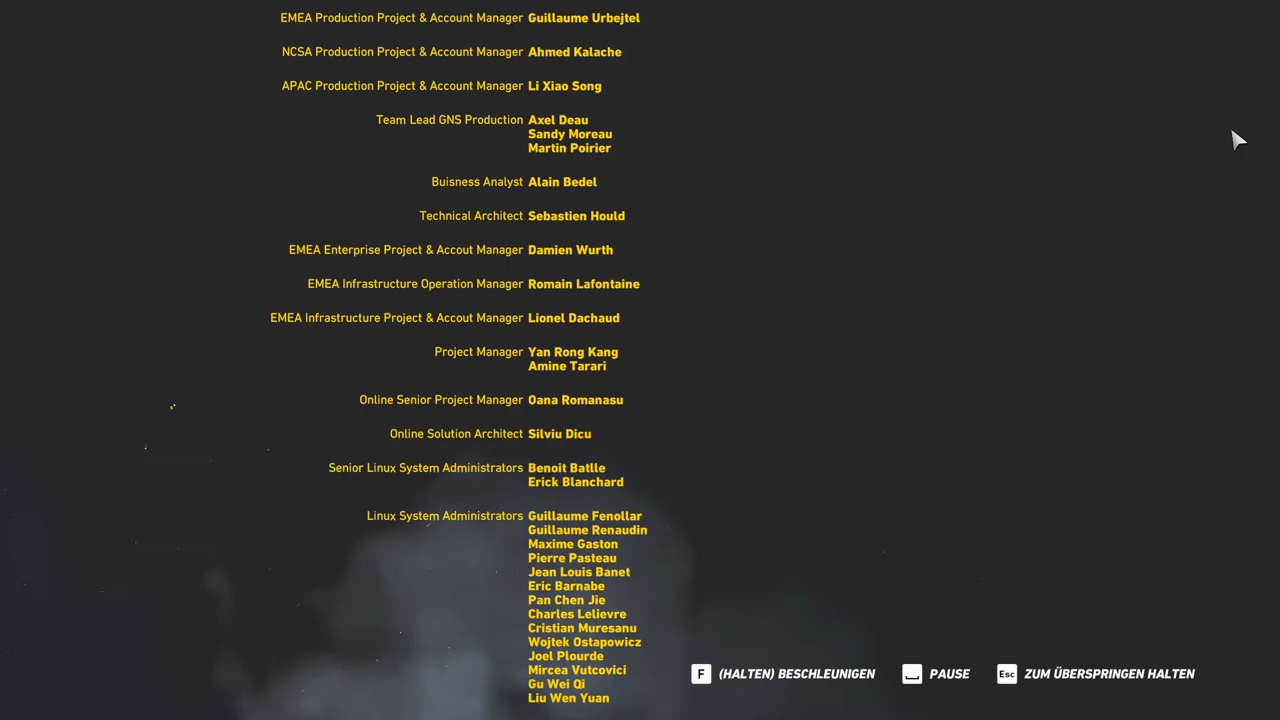 EMEA Production Project & Account Manager Guillaume Urbejtel
NCSA Production Project & Account Manager Ahmed Kalache
APAC Production Project & Account Manager Li Xiao Song
Team Lead GNS Production Axel Deau
Sandy Moreau
Martin Poirier
Buisness Analyst Alain Bedel
Technical Architect Sebastien Hould
EMEA Enterprise Project & Accout Manager Damien Wurth
EMEA Infrastructure Operation Manager Romain Lafontaine
EMEA Infrastructure Project & Accout Manager Lionel Dachaud
Project Manager Yan Rong Kang
Amine Tarari
Online Senior Project Manager Oana Romanasu
Online Solution Architect Silviu Dicu
Senior Linux System Administrators Benoit Batlle
Erick Blanchard
Linux System Administrators Guillaume Fenollar
Guillaume Renaudin
Maxime Gaston
Pierre Pasteau
Jean Louis Banet
Eric Barnabe
Pan Chen Jie
Charles Lelievre
Cristian Muresanu
Wojtek Ostapowicz
Joel Plourde
Mircea Vutcovici
Gu Wei Qi
Liu Wen Yuan
F (HALTEN) BESCHLEUNIGEN PAUSE Esc ZUM ÜBERSPRINGEN HALTEN